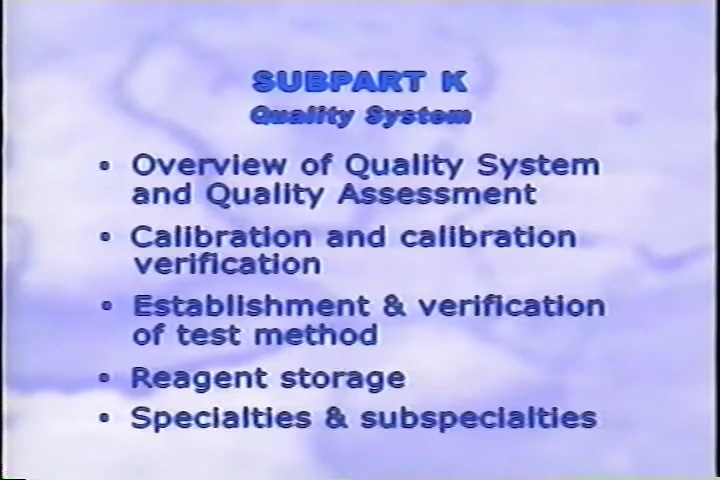 SUBPART K
Quality System
• Overview of Quality System
and Quality Assessment
• Calibration and calibration
verification
• Establishment & verification
of test method
• Reagent storage
• Specialties & subspecialties